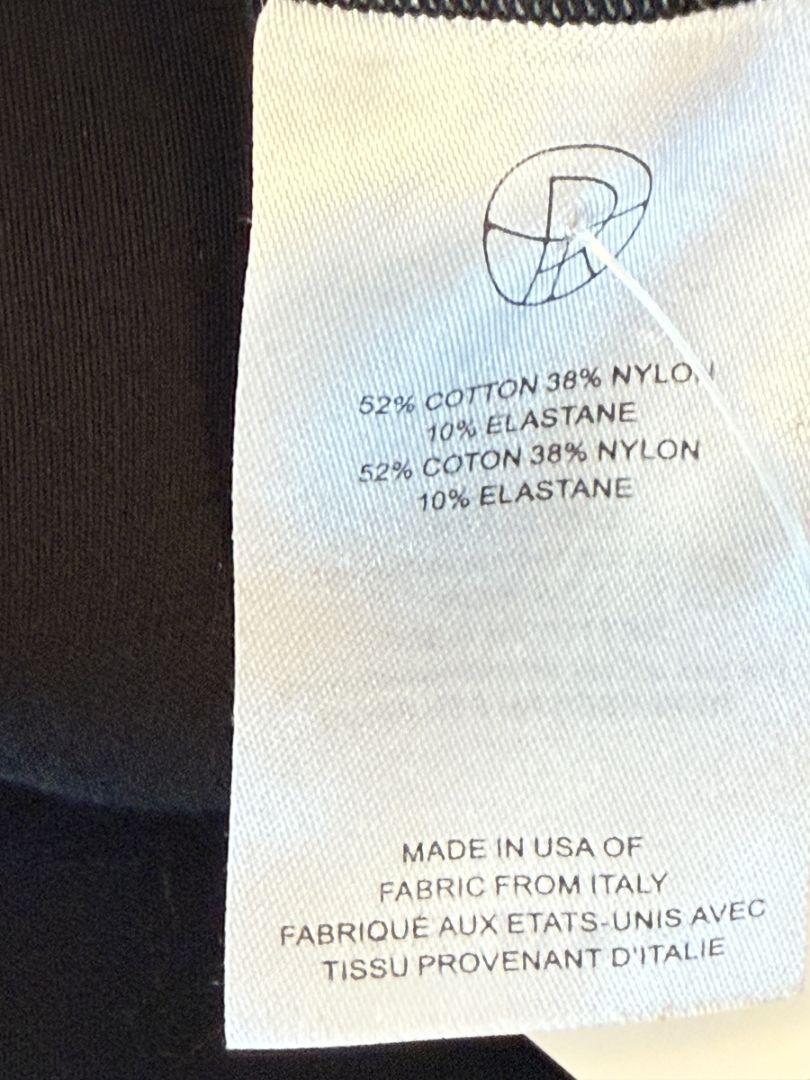 R
52% COTTON 38% NYLON
10% ELASTANE
52% COTON 38% NYLON
10% ELASTANE
MADE IN USA OF
FABRIC FROM ITALY
FABRIQUÉ AUX ETATS-UNIS AVEC
TISSU PROVENANT D'ITALIE